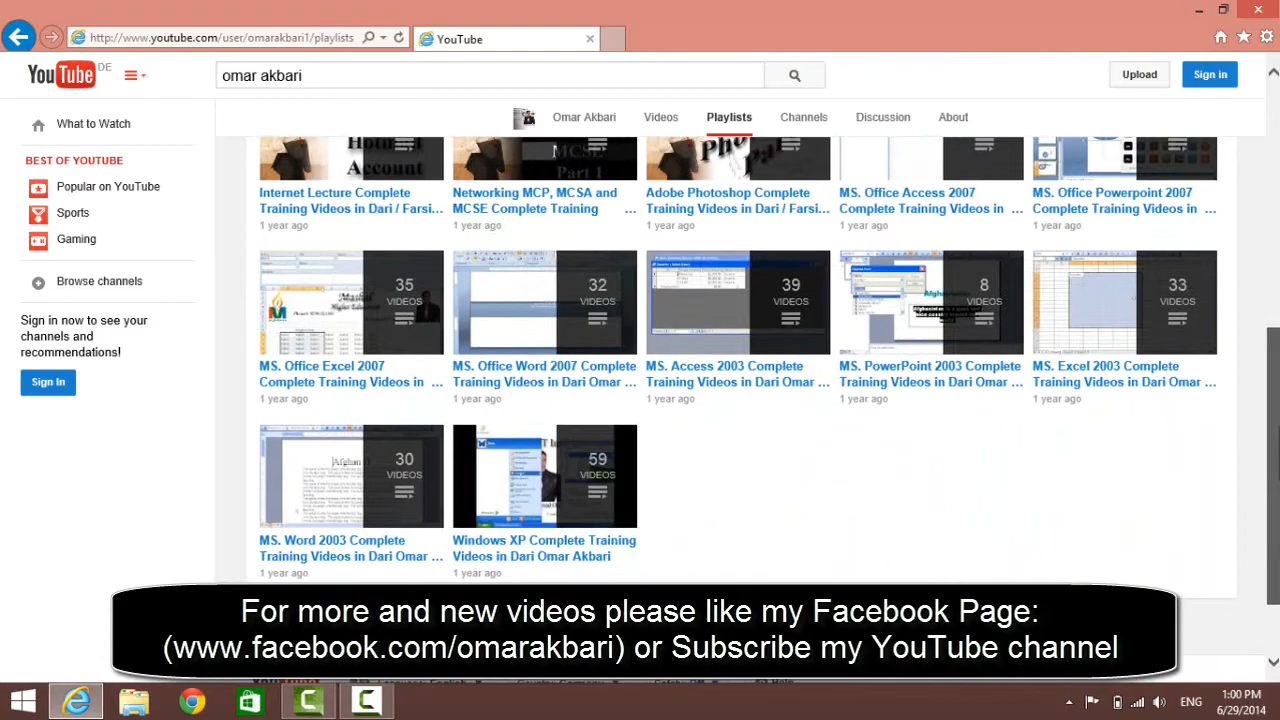 http://www.youtube.com/user/omarakbari1/playlists
YouTube
YouTube DE
omar akbari
Upload
Sign in
Omar Akbari
Videos
Playlists
Channels
Discussion
About
What to Watch
BEST OF YOUTUBE
Popular on YouTube
Sports
Gaming
Browse channels
Sign in now to see your
channels and
recommendations!
Sign In
Account
MCSE
Part 1
Internet Lecture Complete
Training Videos in Dari / Farsi...
1 year ago
Networking MCP, MCSA and
MCSE Complete Training ...
1 year ago
Adobe Photoshop Complete
Training Videos in Dari / Farsi...
1 year ago
MS. Office Access 2007
Complete Training Videos in ...
1 year ago
MS. Office Powerpoint 2007
Complete Training Videos in ...
1 year ago
35
VIDEOS
MS. Office Excel 2007
Complete Training Videos in ...
1 year ago
32
VIDEOS
MS. Office Word 2007 Complete
Training Videos in Dari Omar ...
1 year ago
39
VIDEOS
MS. Access 2003 Complete
Training Videos in Dari Omar ...
1 year ago
8
VIDEOS
MS. PowerPoint 2003 Complete
Training Videos in Dari Omar ...
1 year ago
33
VIDEOS
MS. Excel 2003 Complete
Training Videos in Dari Omar ...
1 year ago
30
VIDEOS
MS. Word 2003 Complete
Training Videos in Dari Omar ...
1 year ago
59
VIDEOS
Windows XP Complete Training
Videos in Dari Omar Akbari
1 year ago
For more and new videos please like my Facebook Page:
(www.facebook.com/omarakbari) or Subscribe my YouTube channel
ENG
1:00 PM
6/29/2014